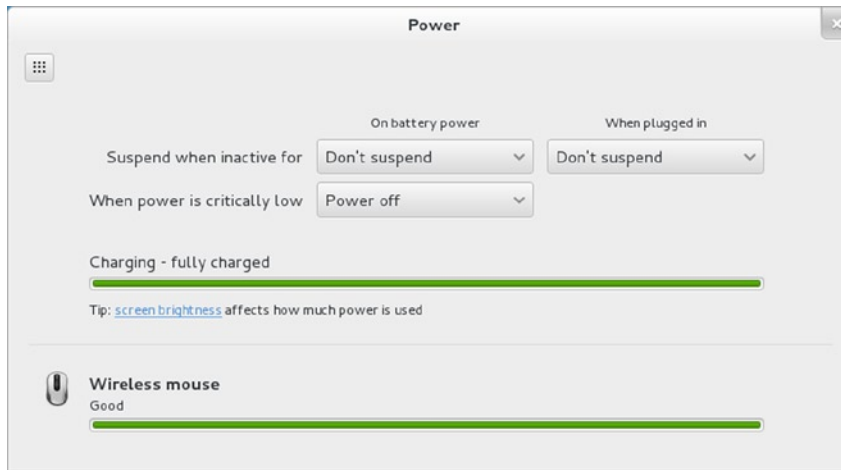 Power
On battery power
When plugged in
Suspend when inactive for
Don't suspend
Don't suspend
When power is critically low
Power off
Charging - fully charged
Tip: screen brightness affects how much power is used
Wireless mouse
Good